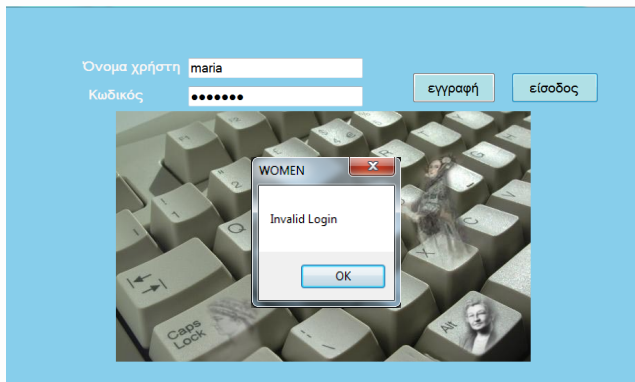 Όνομα χρήστη maria
Κωδικός •••••••
εγγραφή είσοδος
WOMEN
Invalid Login
OK
Caps Lock
Alt
Q
X
C
V